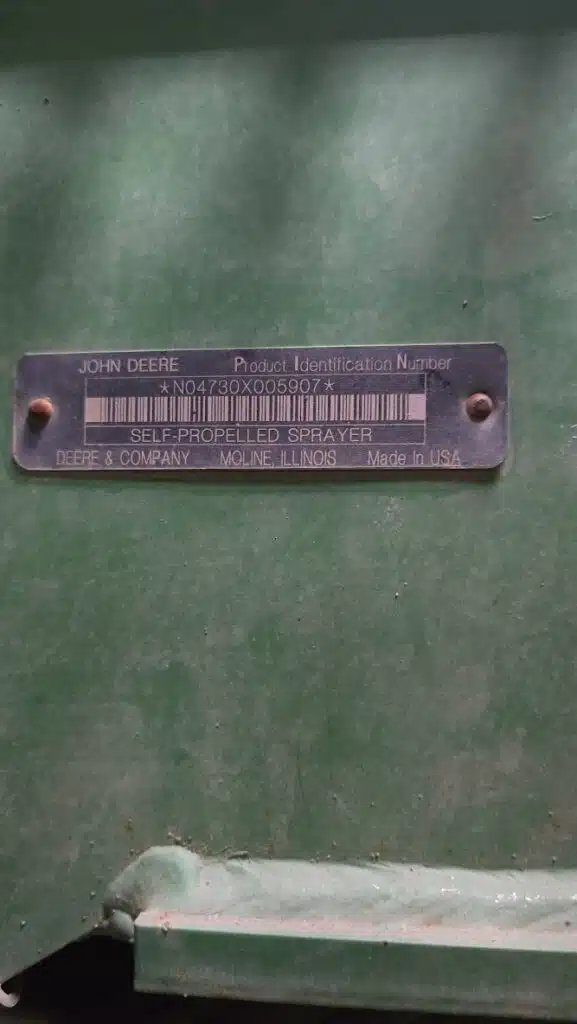 JOHN DEERE Product Identification Number
*N04730X005907*
SELF-PROPELLED SPRAYER
DEERE & COMPANY MOLINE, ILLINOIS Made In USA